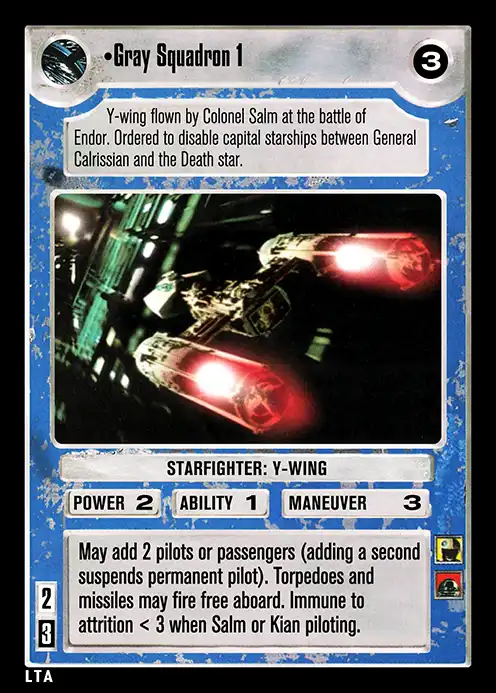 •Gray Squadron 1
3
Y-wing flown by Colonel Salm at the battle of
Endor. Ordered to disable capital starships between General
Calrissian and the Death star.
STARFIGHTER: Y-WING
POWER 2 ABILITY 1 MANEUVER 3
May add 2 pilots or passengers (adding a second
suspends permanent pilot). Torpedoes and
missiles may fire free aboard. Immune to
attrition < 3 when Salm or Kian piloting.
2
3
LTA